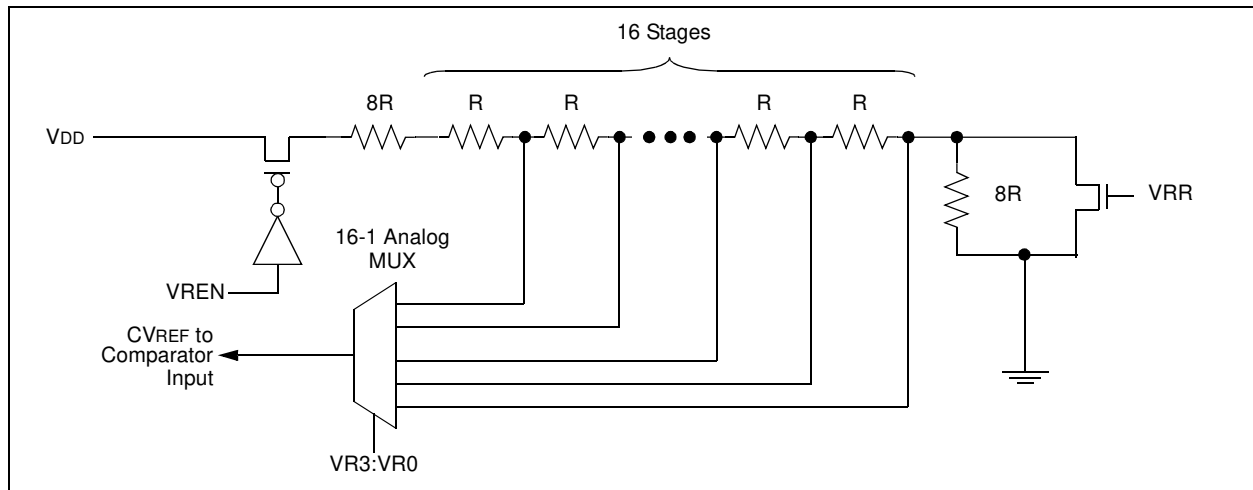 16 Stages
8R
R
R
R
R
VDD
8R
VRR
16-1 Analog
MUX
VREN
CVREF to
Comparator
Input
VR3:VR0